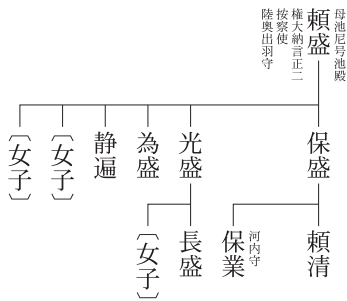 母池尼号池殿
頼盛
権大納言正二
按察使
陸奥出羽守
保盛
光盛
為盛
静遍
〔女子〕
〔女子〕
頼清
河内守
保業
長盛
〔女子〕